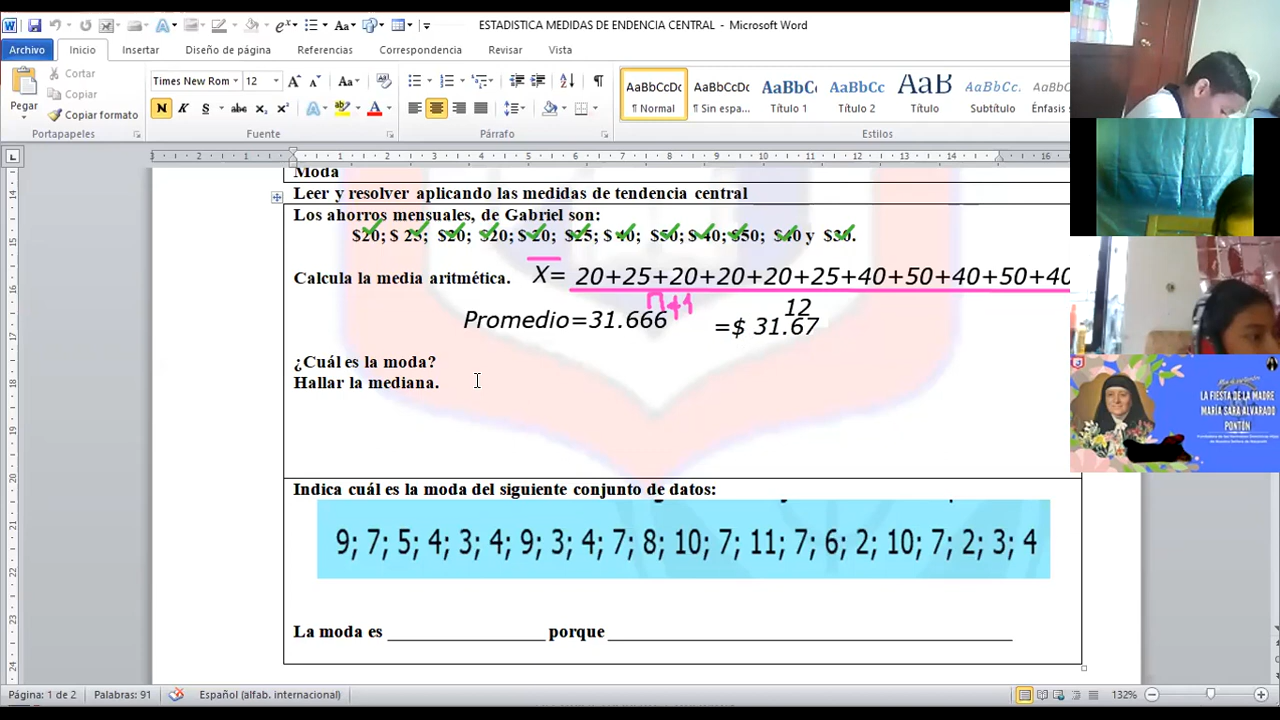 ESTADISTICA MEDIDAS DE ENDENCIA CENTRAL - Microsoft Word
Archivo Inicio Insertar Diseño de página Referencias Correspondencia Revisar Vista
Pegar
Cortar
Copiar
Copiar formato
Portapapeles
Times New Rom 12
N K S abc x₂ x²
Fuente
Párrafo
AaBbCcDc AaBbCcDc AaBbC AaBbCc AaB AaBbCc. AaBbCcDc
¶ Normal ¶ Sin espa... Título 1 Título 2 Título Subtítulo Énfasis s
Estilos
Moda
Leer y resolver aplicando las medidas de tendencia central
Los ahorros mensuales, de Gabriel son:
$20; $ 25; $20; $20; $ 20; $25; $ 40; $50; $ 40; $50; $40 y $30.
Calcula la media aritmética. X= 20+25+20+20+20+25+40+50+40+50+40
n+1
12
Promedio=31.666 =$ 31.67
¿Cuál es la moda?
Hallar la mediana.
Indica cuál es la moda del siguiente conjunto de datos:
9; 7; 5; 4; 3; 4; 9; 3; 4; 7; 8; 10; 7; 11; 7; 6; 2; 10; 7; 2; 3; 4
La moda es ____________ porque ____________
LA FIESTA DE LA MADRE
MARÍA SARA ALVARADO
PONTÓN
Página: 1 de 2 Palabras: 91 Español (alfab. internacional) 132%